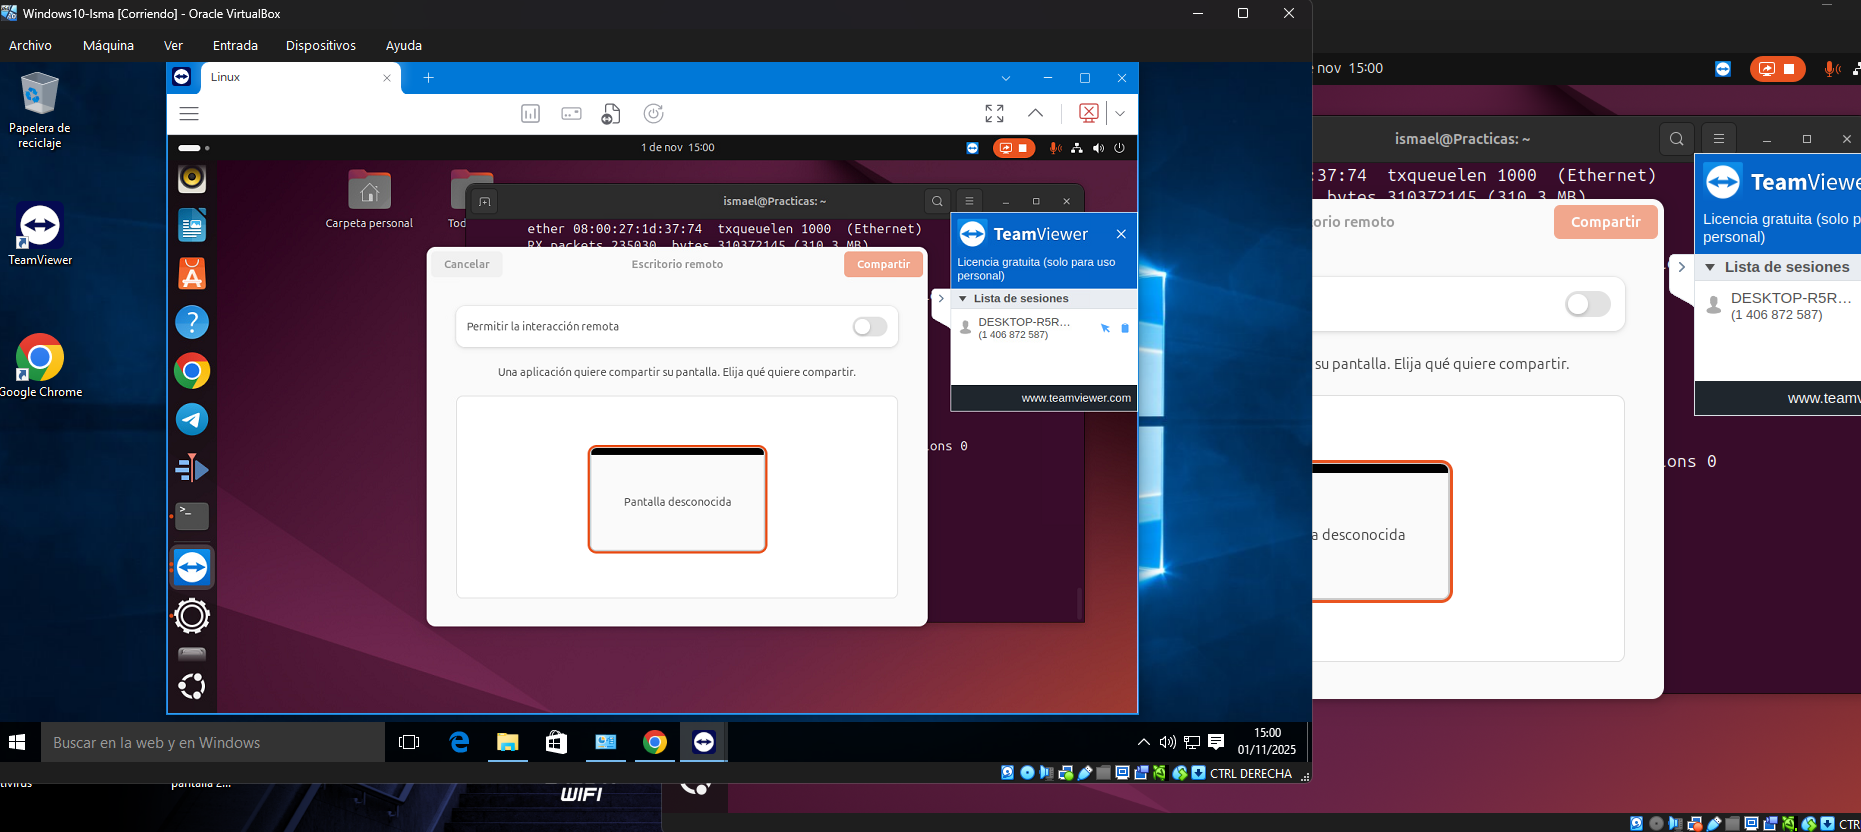 Windows10-Isma [Corriendo] - Oracle VirtualBox
Archivo Máquina Ver Entrada Dispositivos Ayuda
Papelera de
reciclaje
TeamViewer
Google Chrome
Linux
1 de nov 15:00
Carpeta personal
Tod
ismael@Practicas: ~
ether 08:00:27:1d:37:74 txqueuelen 1000 (Ethernet)
RX packets 235030 bytes 310372145 (310.3 MB)
Cancelar
Escritorio remoto
Compartir
Permitir la interacción remota
Una aplicación quiere compartir su pantalla. Elija qué quiere compartir.
Pantalla desconocida
TeamViewer
Licencia gratuita (solo para uso
personal)
Lista de sesiones
DESKTOP-R5R...
(1 406 872 587)
www.teamviewer.com
ions 0
Buscar en la web y en Windows
15:00
01/11/2025
CTRL DERECHA
nov 15:00
ismael@Practicas: ~
:37:74 txqueuelen 1000 (Ethernet)
bytes 310372145 (310.3 MB)
orio remoto
Compartir
su pantalla. Elija qué quiere compartir.
a desconocida
TeamViewer
Licencia gratuita (solo p
personal)
Lista de sesiones
DESKTOP-R5R...
(1 406 872 587)
www.teamv
ions 0
pantalla 2...
WIFI
CTR